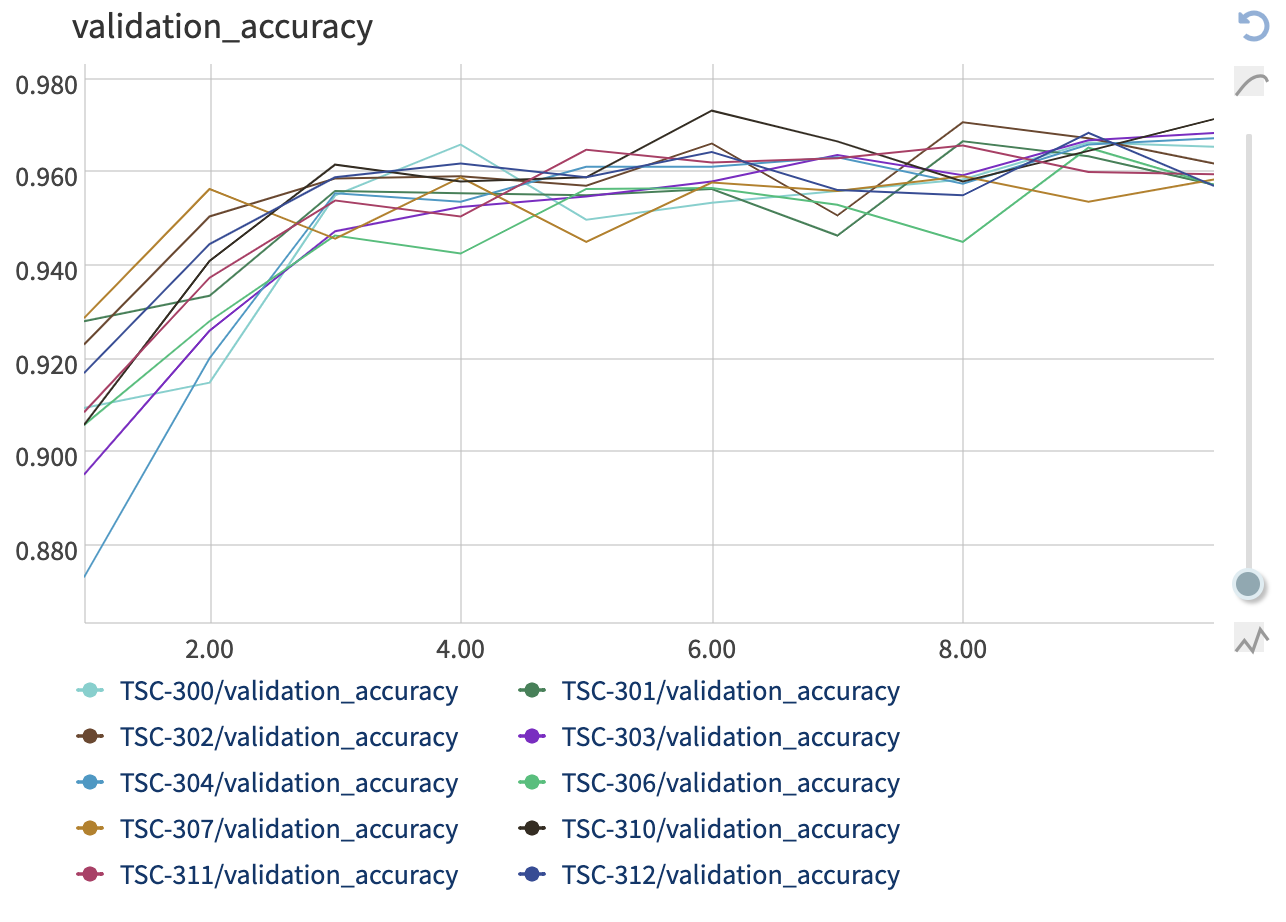 validation_accuracy
0.980
0.960
0.940
0.920
0.900
0.880
2.00 4.00 6.00 8.00
TSC-300/validation_accuracy TSC-301/validation_accuracy
TSC-302/validation_accuracy TSC-303/validation_accuracy
TSC-304/validation_accuracy TSC-306/validation_accuracy
TSC-307/validation_accuracy TSC-310/validation_accuracy
TSC-311/validation_accuracy TSC-312/validation_accuracy